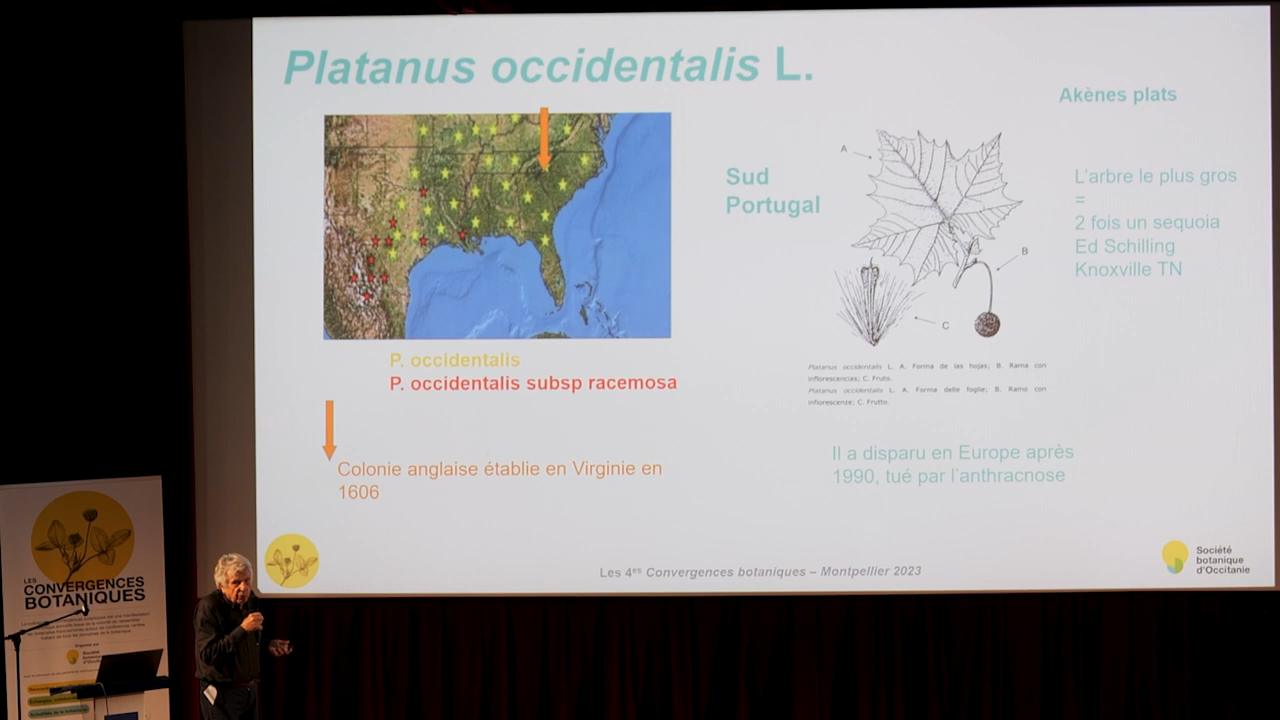 Platanus occidentalis L.
Akènes plats
Sud
Portugal
A
B
C
L'arbre le plus gros
=
2 fois un sequoia
Ed Schilling
Knoxville TN
P. occidentalis
P. occidentalis subsp racemosa
Platanus occidentalis L. A. Forma de las hojas; B. Rama con
inflorescencias; C. Fruto.
Platanus occidentalis L. A. Forma delle foglie; B. Ramo con
inflorescenze; C. Frutto.
Colonie anglaise établie en Virginie en
1606
Il a disparu en Europe après
1990, tué par l'anthracnose
Les 4es Convergences botaniques – Montpellier 2023
Société
botanique
d'Occitanie
LES
CONVERGENCES
BOTANIQUES